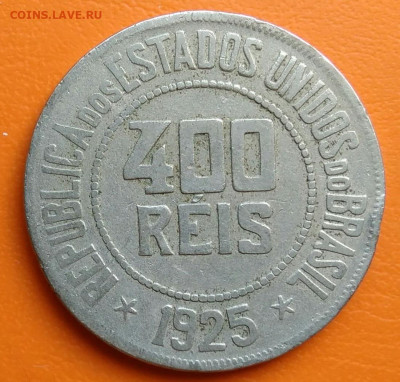 COINS.LAVE.RU
REPUBLICA DOS ESTADOS UNIDOS DO BRASIL
400
RÉIS
* 1925 *